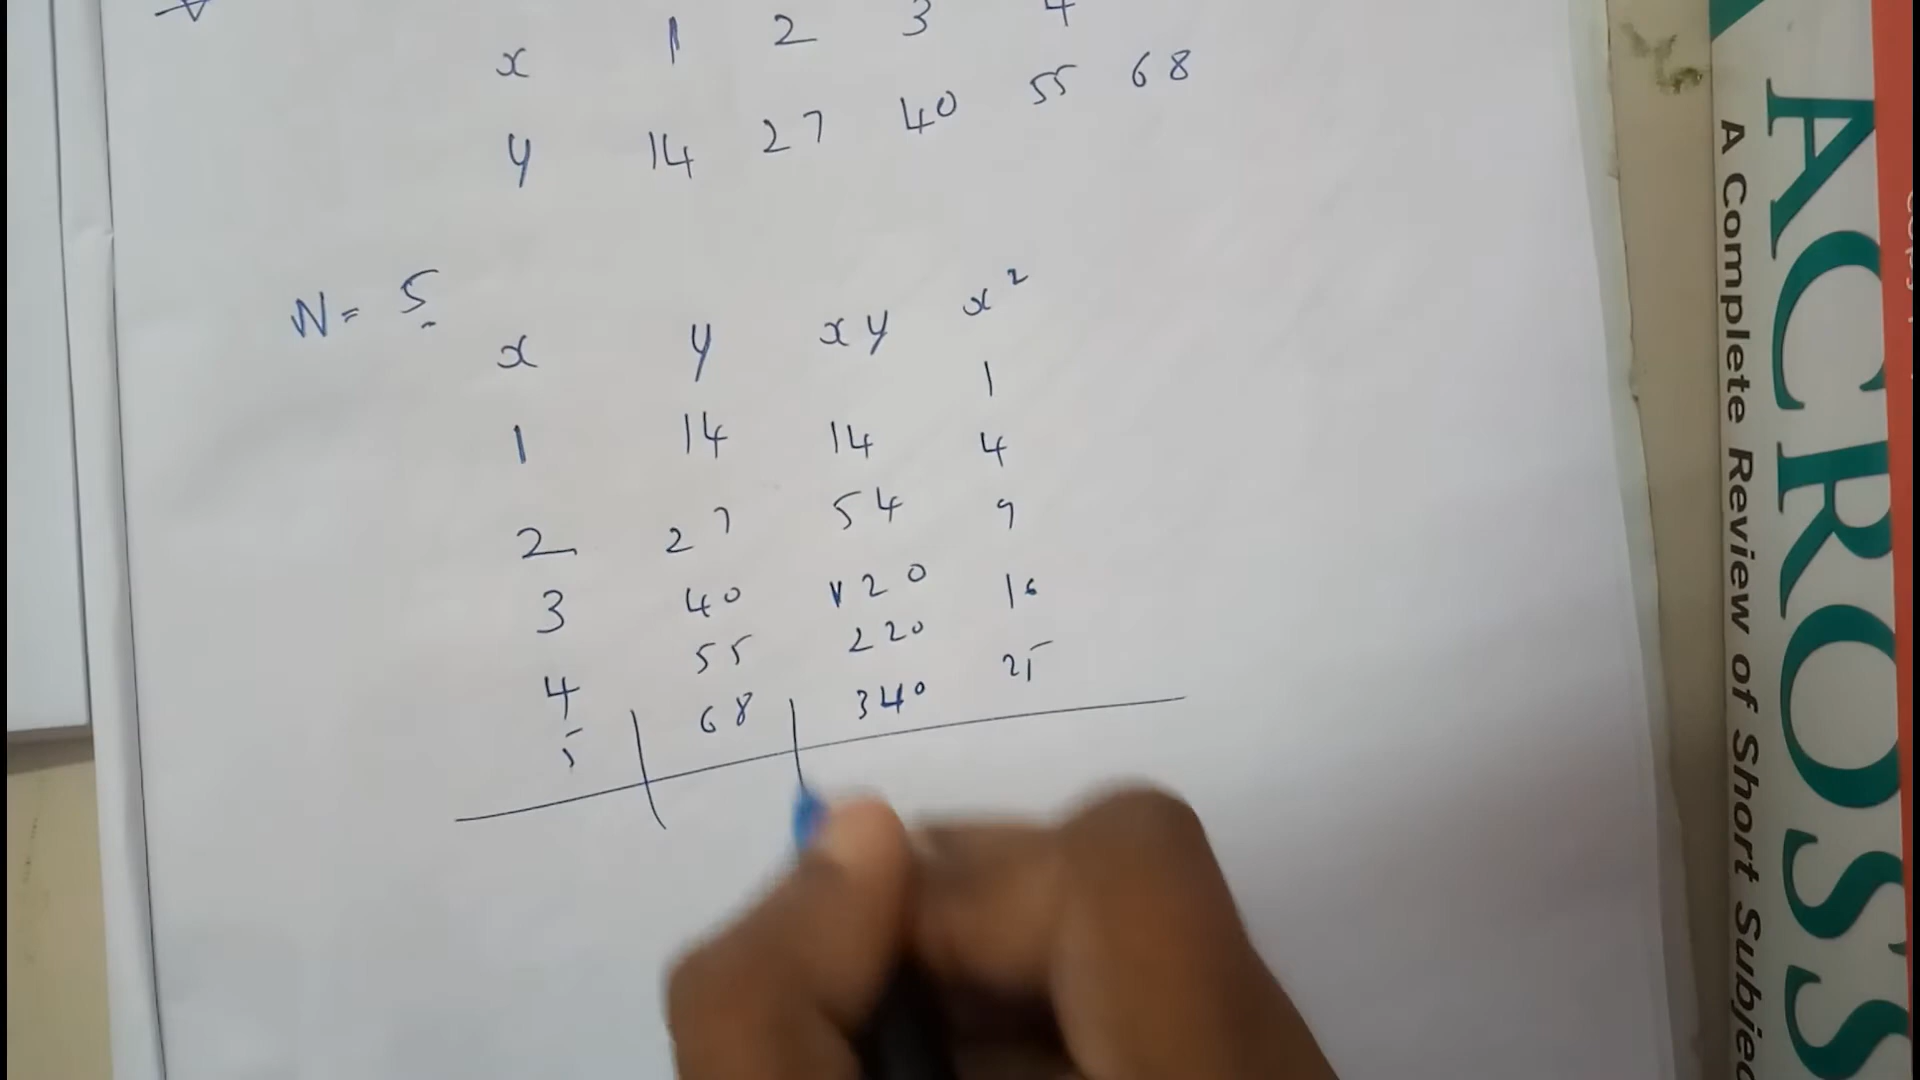 x 1 2 3 4
y 14 27 40 55 68
N = 5
x y xy x²
1 14 14 1
2 27 54 4
3 40 120 9
4 55 220 16
5 68 340 25
ACROSS
A Complete Review of Short Subje